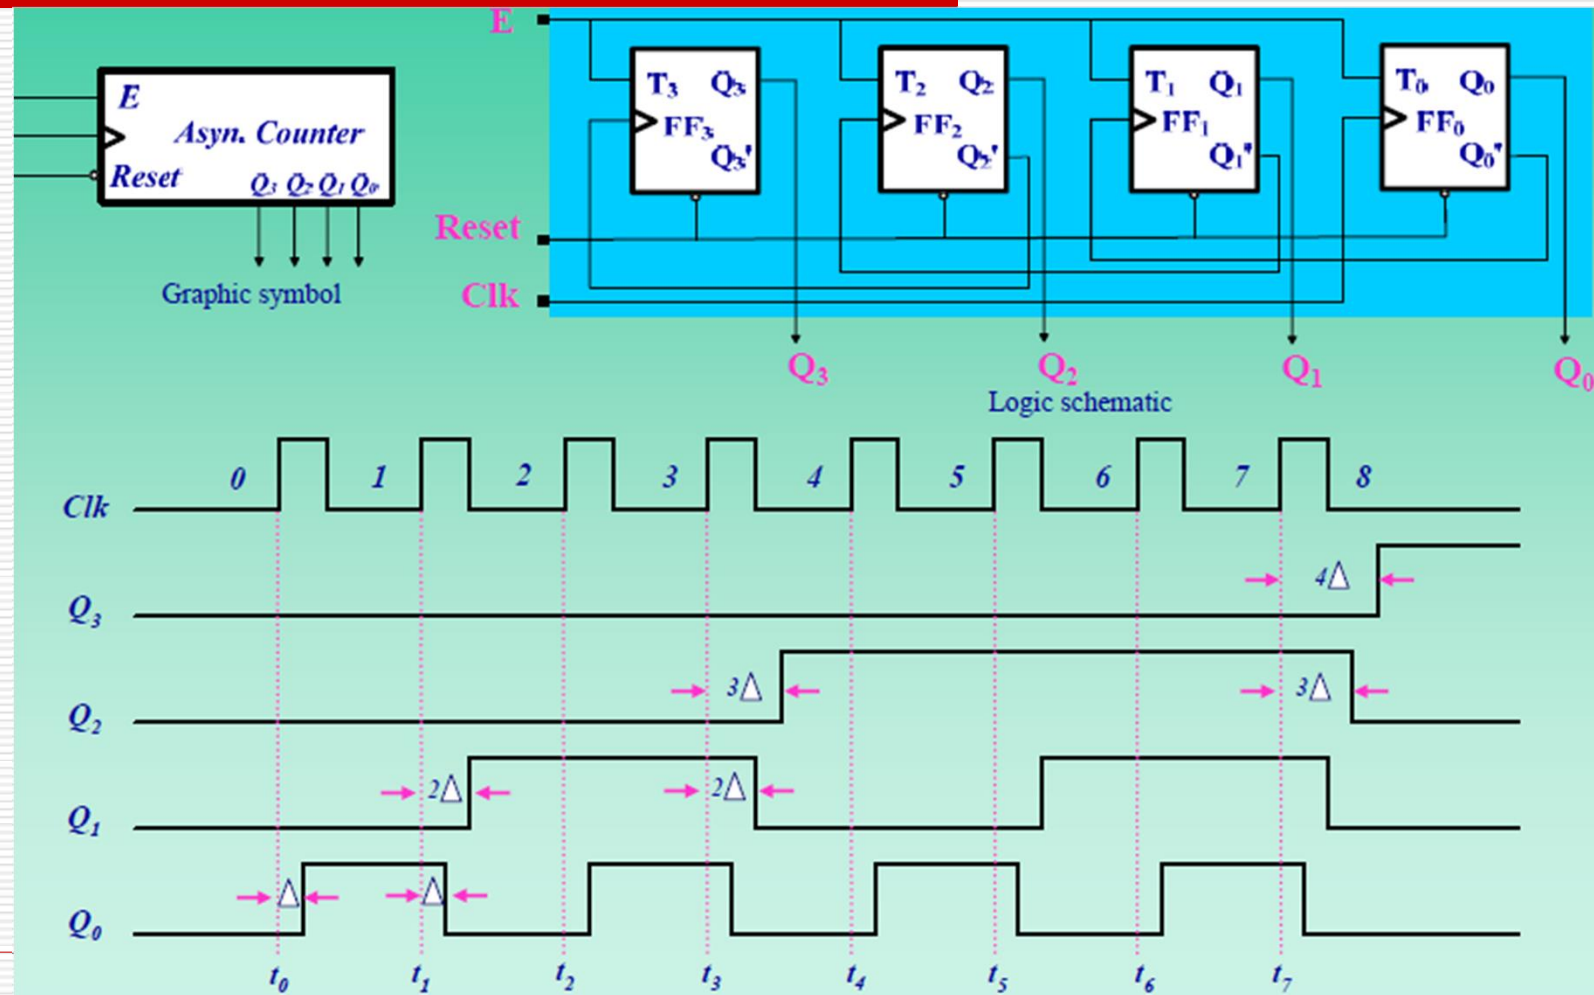 E
Asyn. Counter
Reset
Q₃ Q₂ Q₁ Q₀
Graphic symbol
E
Reset
Clk
T₃ Q₃
FF₃
Q₃'
T₂ Q₂
FF₂
Q₂'
T₁ Q₁
FF₁
Q₁'
T₀ Q₀
FF₀
Q₀'
Q₃ Q₂ Q₁ Q₀
Logic schematic
0 1 2 3 4 5 6 7 8
Clk
4Δ
Q₃
3Δ 3Δ
Q₂
2Δ 2Δ
Q₁
Δ Δ
Q₀
t₀ t₁ t₂ t₃ t₄ t₅ t₆ t₇